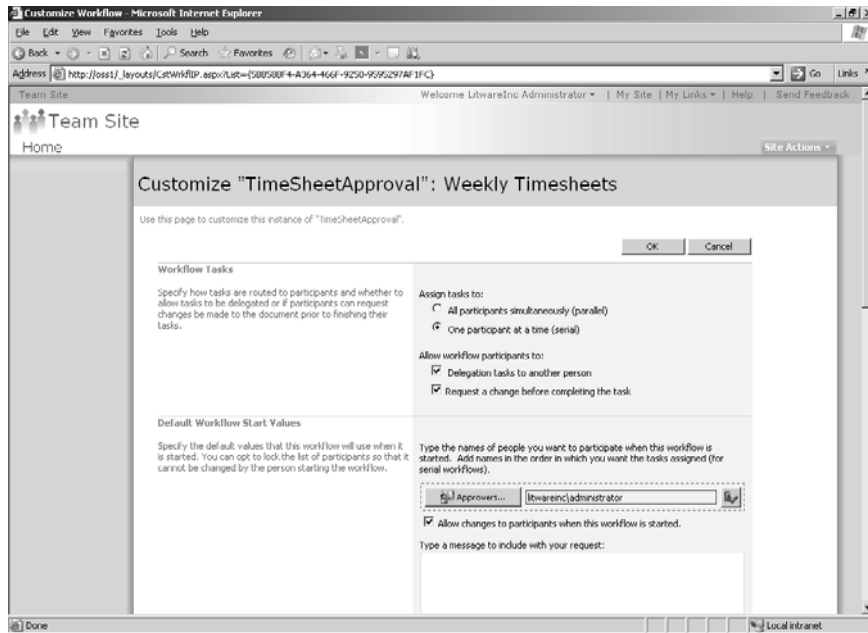 Customize Workflow - Microsoft Internet Explorer
File Edit View Favorites Tools Help
Back Search Favorites
Address http://oss1/_layouts/CstWrkflIP.aspx?List={
Go Links
Team Site Welcome LitwareInc Administrator | My Site | My Links | Help | Send Feedback
Team Site
Home Site Actions
Customize "TimeSheetApproval": Weekly Timesheets
Use this page to customize this instance of "TimeSheetApproval".
OK Cancel
Workflow Tasks
Specify how tasks are routed to participants and whether to
allow tasks to be delegated or if participants can request
changes be made to the document prior to finishing their
tasks.
Assign tasks to:
All participants simultaneously (parallel)
One participant at a time (serial)
Allow workflow participants to:
Delegation tasks to another person
Request a change before completing the task
Default Workflow Start Values
Specify the default values that this workflow will use when it
is started. You can opt to lock the list of participants so that it
cannot be changed by the person starting the workflow.
Type the names of people you want to participate when this workflow is
started. Add names in the order in which you want the tasks assigned (for
serial workflows).
Approvers... litwareinc\administrator
Allow changes to participants when this workflow is started.
Type a message to include with your request:
Done Local intranet